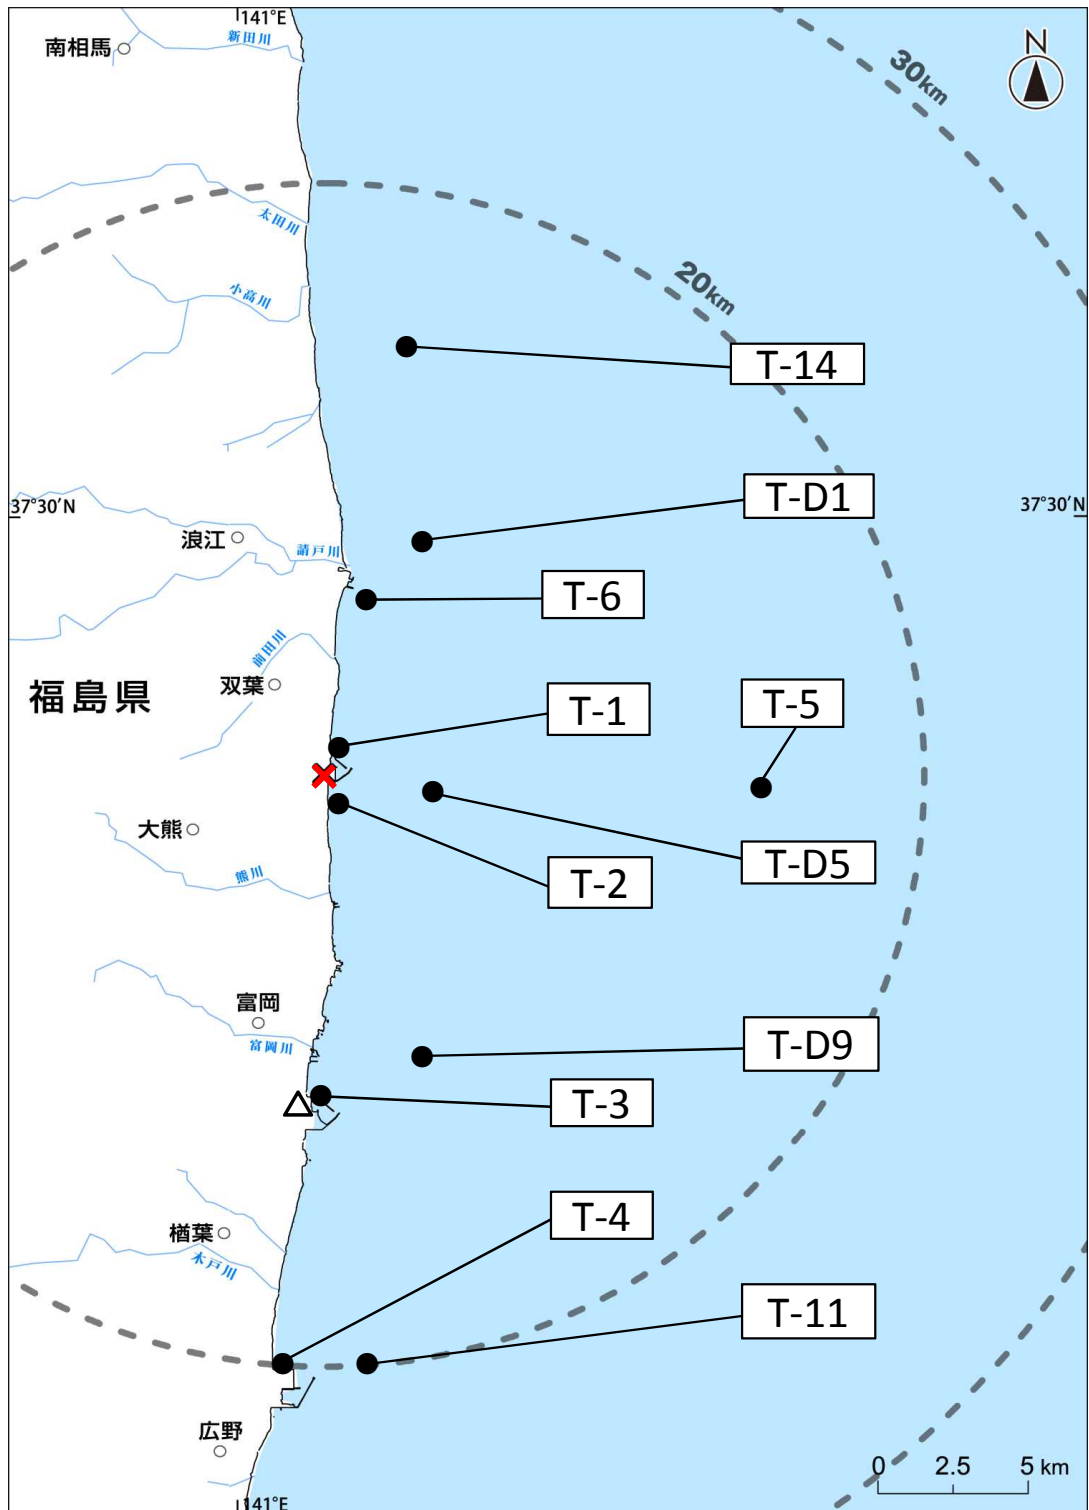 141°E
南相馬
新田川
N
30km
太田川
20km
小高川
T-14
T-D1
37°30′N
37°30′N
浪江
請戸川
T-6
前田川
福島県
双葉
T-1
T-5
大熊
T-D5
熊川
T-2
富岡
富岡川
T-D9
T-3
T-4
楢葉
木戸川
T-11
広野
0 2.5 5 km
141°E